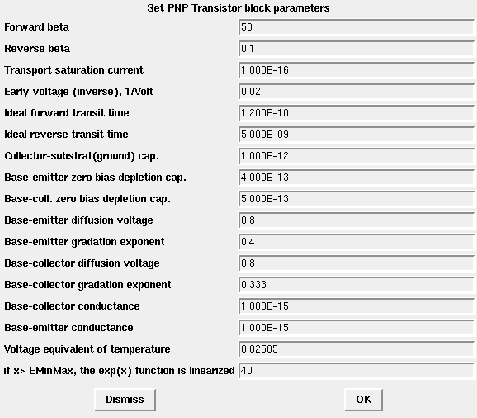 Set PNP Transistor block parameters
Forward beta 50
Reverse beta 0.1
Transport saturation current 1.000E-16
Early voltage (inverse), 1/Volt 0.02
Ideal forward transit time 1.200E-10
Ideal reverse transit time 5.000E-09
Collector-substrat(ground) cap. 1.000E-12
Base-emitter zero bias depletion cap. 4.000E-13
Base-coll. zero bias depletion cap. 5.000E-13
Base-emitter diffusion voltage 0.8
Base-emitter gradation exponent 0.4
Base-collector diffusion voltage 0.8
Base-collector gradation exponent 0.333
Base-collector conductance 1.000E-15
Base-emitter conductance 1.000E-15
Voltage equivalent of temperature 0.02585
if x> EMinMax, the exp(x) function is linearized 40
Dismiss OK